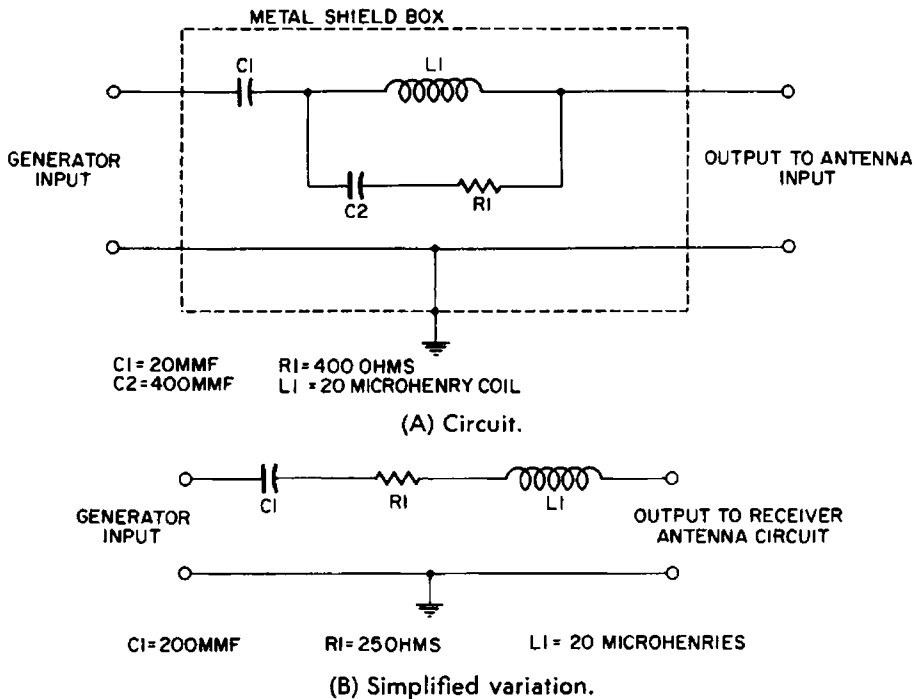 METAL SHIELD BOX
C1
L1
GENERATOR
INPUT
OUTPUT TO ANTENNA
INPUT
C2
R1
C1=20MMF R1=400 OHMS
C2=400MMF L1=20 MICROHENRY COIL
(A) Circuit.
C1
R1
L1
GENERATOR
INPUT
OUTPUT TO RECEIVER
ANTENNA CIRCUIT
C1=200MMF R1=250HMS L1=20 MICROHENRIES
(B) Simplified variation.